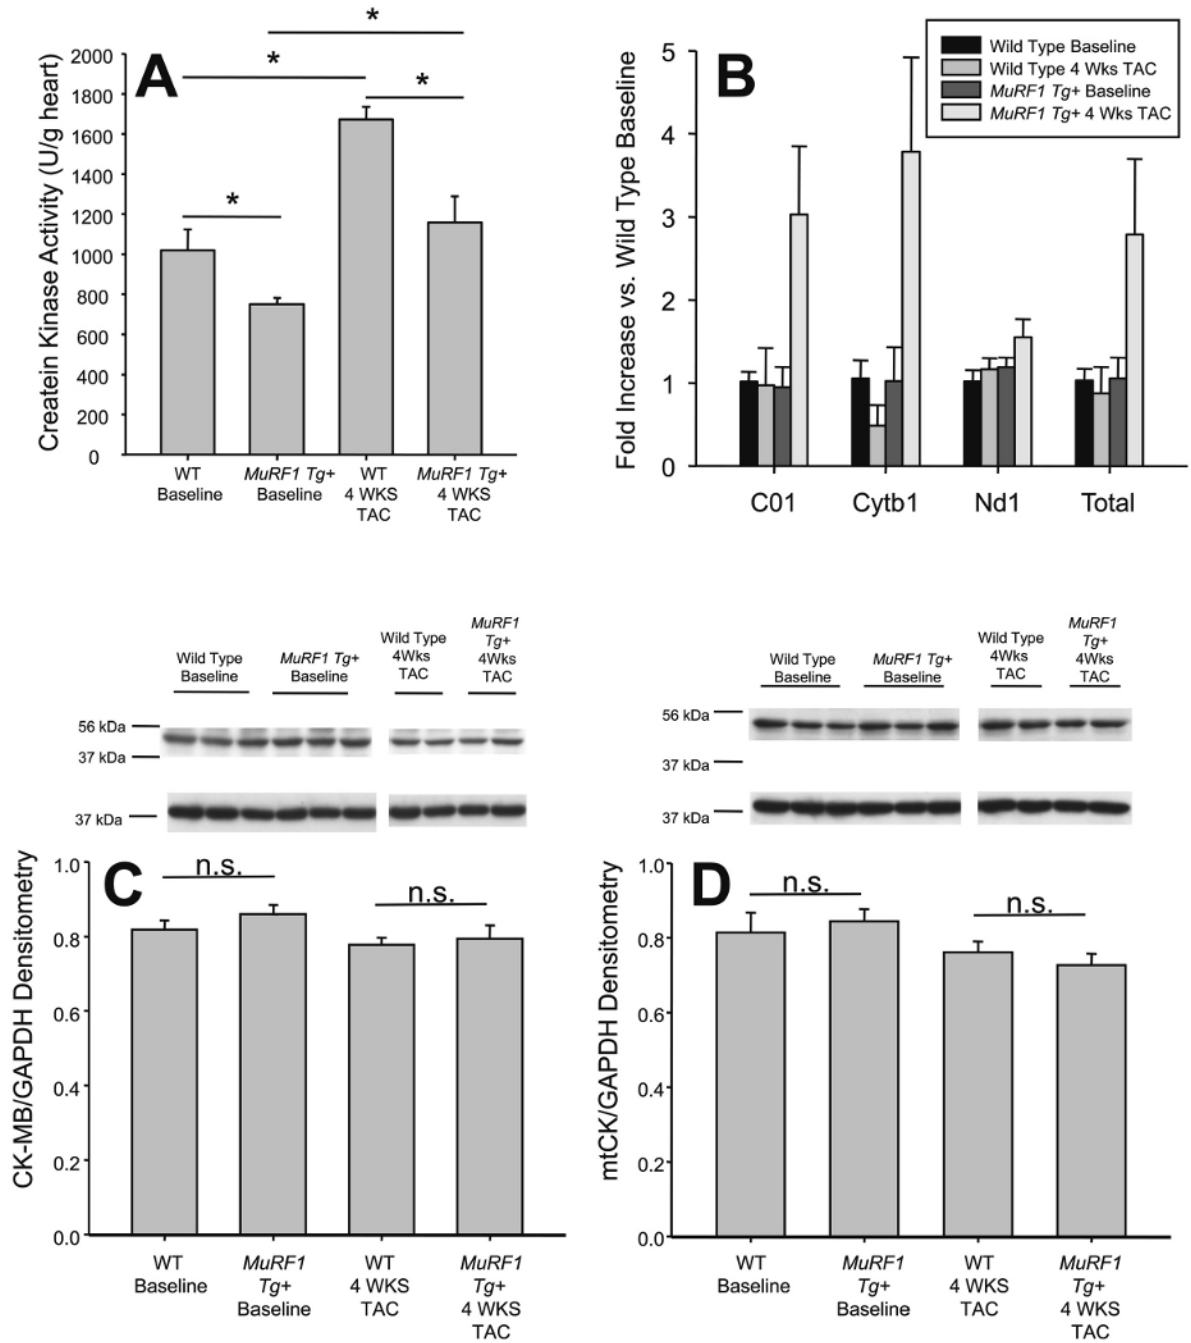 A
Createin Kinase Activity (U/g heart)
2000
1800
1600
1400
1200
1000
800
600
400
200
0
*
*
*
*
WT
Baseline
MuRF1 Tg+
Baseline
WT
4 WKS
TAC
MuRF1 Tg+
4 WKS
TAC
B
Fold Increase vs. Wild Type Baseline
5
4
3
2
1
0
Wild Type Baseline
Wild Type 4 Wks TAC
MuRF1 Tg+ Baseline
MuRF1 Tg+ 4 Wks TAC
C01
Cytb1
Nd1
Total
Wild Type
Baseline
MuRF1 Tg+
Baseline
Wild Type
4Wks
TAC
MuRF1
Tg+
4Wks
TAC
56 kDa
37 kDa
37 kDa
C
CK-MB/GAPDH Densitometry
1.0
0.8
0.6
0.4
0.2
0.0
n.s.
n.s.
WT
Baseline
MuRF1
Tg+
Baseline
WT
4 WKS
TAC
MuRF1
Tg+
4 WKS
TAC
Wild Type
Baseline
MuRF1 Tg+
Baseline
Wild Type
4Wks
TAC
MuRF1
Tg+
4Wks
TAC
56 kDa
37 kDa
37 kDa
D
mtCK/GAPDH Densitometry
1.0
0.8
0.6
0.4
0.2
0.0
n.s.
n.s.
WT
Baseline
MuRF1
Tg+
Baseline
WT
4 WKS
TAC
MuRF1
Tg+
4 WKS
TAC